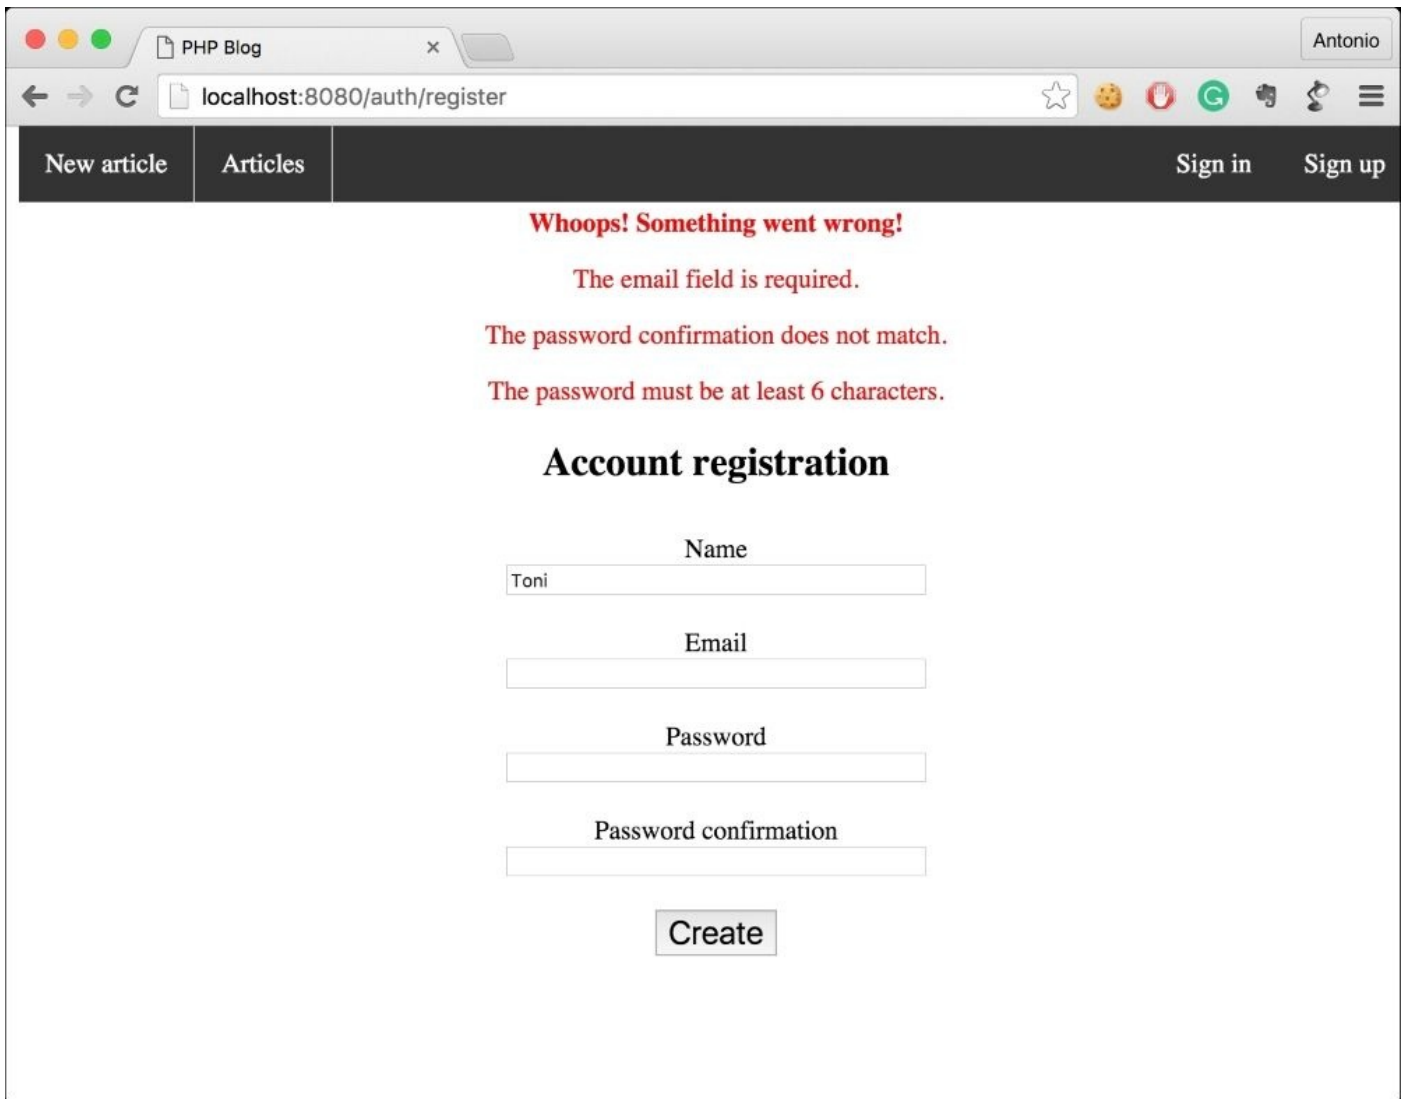 PHP Blog
Antonio
localhost:8080/auth/register
New article Articles Sign in Sign up
Whoops! Something went wrong!
The email field is required.
The password confirmation does not match.
The password must be at least 6 characters.
Account registration
Name
Toni
Email
Password
Password confirmation
Create